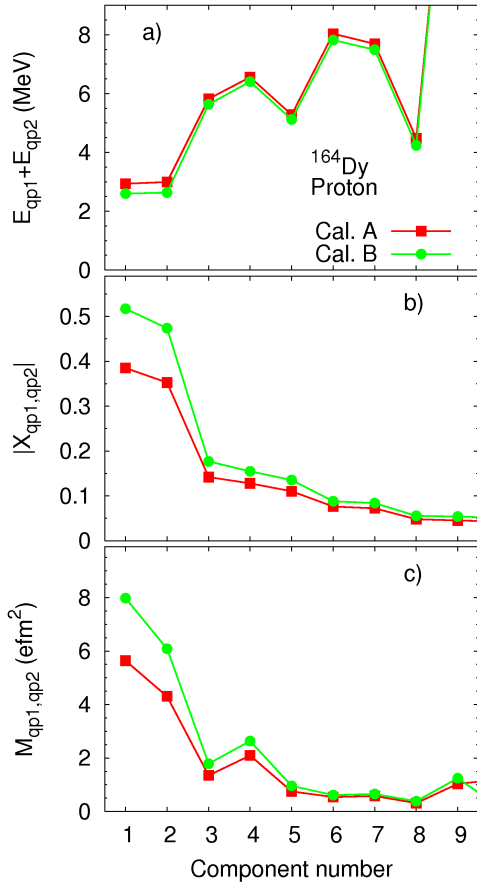 a)
E_qp1+E_qp2 (MeV)
8
6
4
2
0
^164Dy
Proton
Cal. A
Cal. B
b)
|X_qp1,qp2|
0.5
0.4
0.3
0.2
0.1
0
c)
M_qp1,qp2 (efm^2)
8
6
4
2
0
1 2 3 4 5 6 7 8 9
Component number